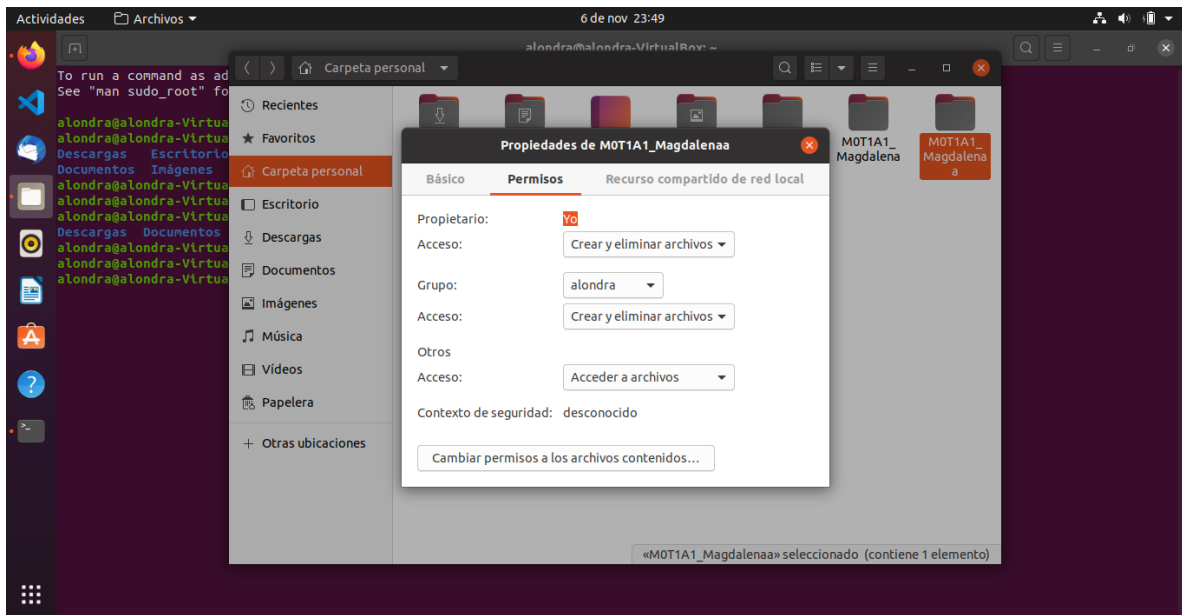 Actividades Archivos 6 de nov 23:49
alondra@alondra-VirtualBox: ~
To run a command as ad
See "man sudo_root" fo
alondra@alondra-Virtua
alondra@alondra-Virtua
Descargas Escritorio
Documentos Imágenes
alondra@alondra-Virtua
alondra@alondra-Virtua
alondra@alondra-Virtua
Descargas Documentos
alondra@alondra-Virtua
alondra@alondra-Virtua
alondra@alondra-Virtua
Carpeta personal
Recientes
Favoritos
Carpeta personal
Escritorio
Descargas
Documentos
Imágenes
Música
Vídeos
Papelera
+ Otras ubicaciones
M0T1A1_
Magdalena
M0T1A1_
Magdalena
a
Propiedades de M0T1A1_Magdalenaa
Básico Permisos Recurso compartido de red local
Propietario: Yo
Acceso: Crear y eliminar archivos
Grupo: alondra
Acceso: Crear y eliminar archivos
Otros
Acceso: Acceder a archivos
Contexto de seguridad: desconocido
Cambiar permisos a los archivos contenidos...
«M0T1A1_Magdalenaa» seleccionado (contiene 1 elemento)